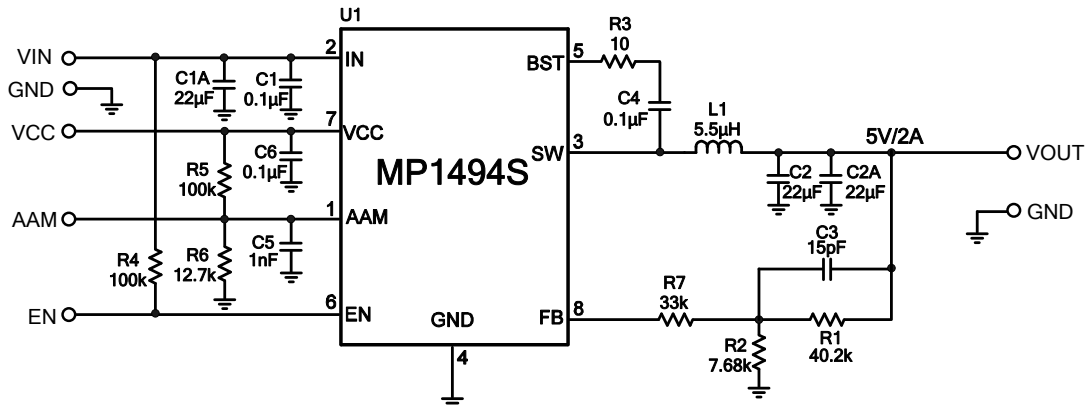 U1
VIN
GND
VCC
AAM
EN
2
IN
C1A
22μF
C1
0.1μF
7
VCC
C6
0.1μF
R5
100k
1
AAM
C5
1nF
R4
100k
R6
12.7k
6
EN
MP1494S
GND
4
BST
5
R3
10
C4
0.1μF
SW
3
L1
5.5μH
5V/2A
VOUT
C2
22μF
C2A
22μF
GND
C3
15pF
FB
8
R7
33k
R2
7.68k
R1
40.2k